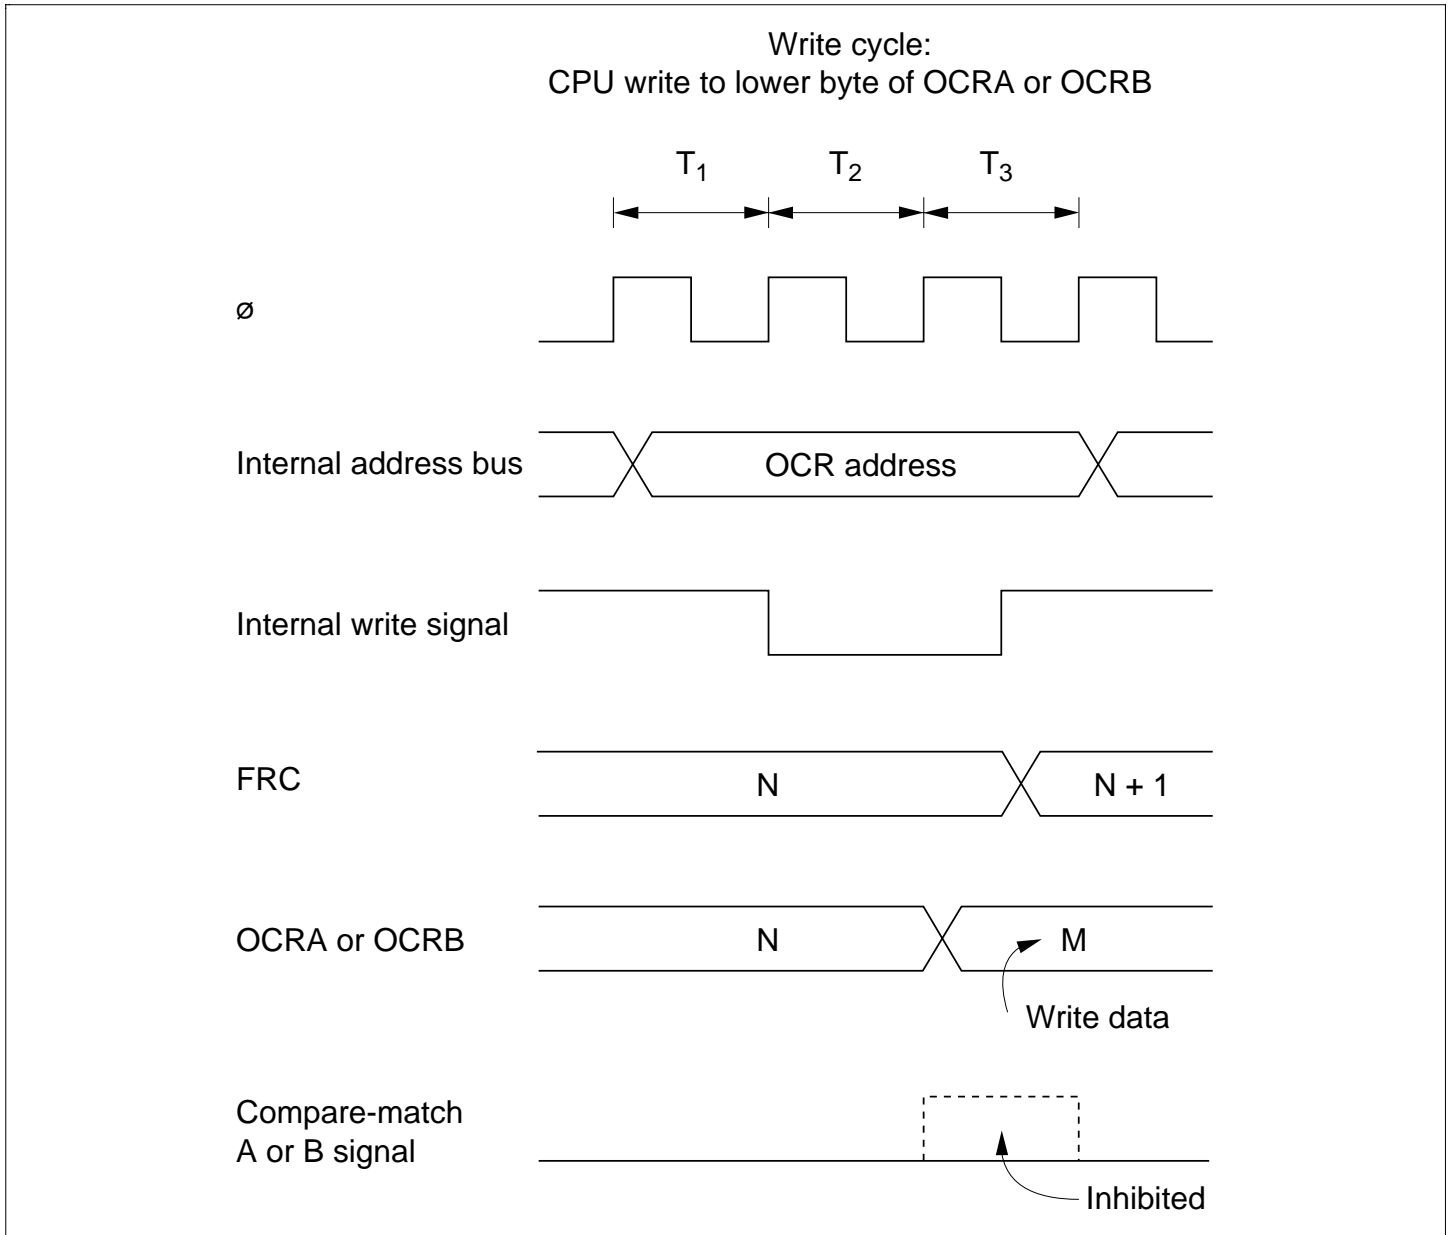 Write cycle:
CPU write to lower byte of OCRA or OCRB
T1 T2 T3
ø
Internal address bus OCR address
Internal write signal
FRC N N + 1
OCRA or OCRB N M
Write data
Compare-match
A or B signal
Inhibited